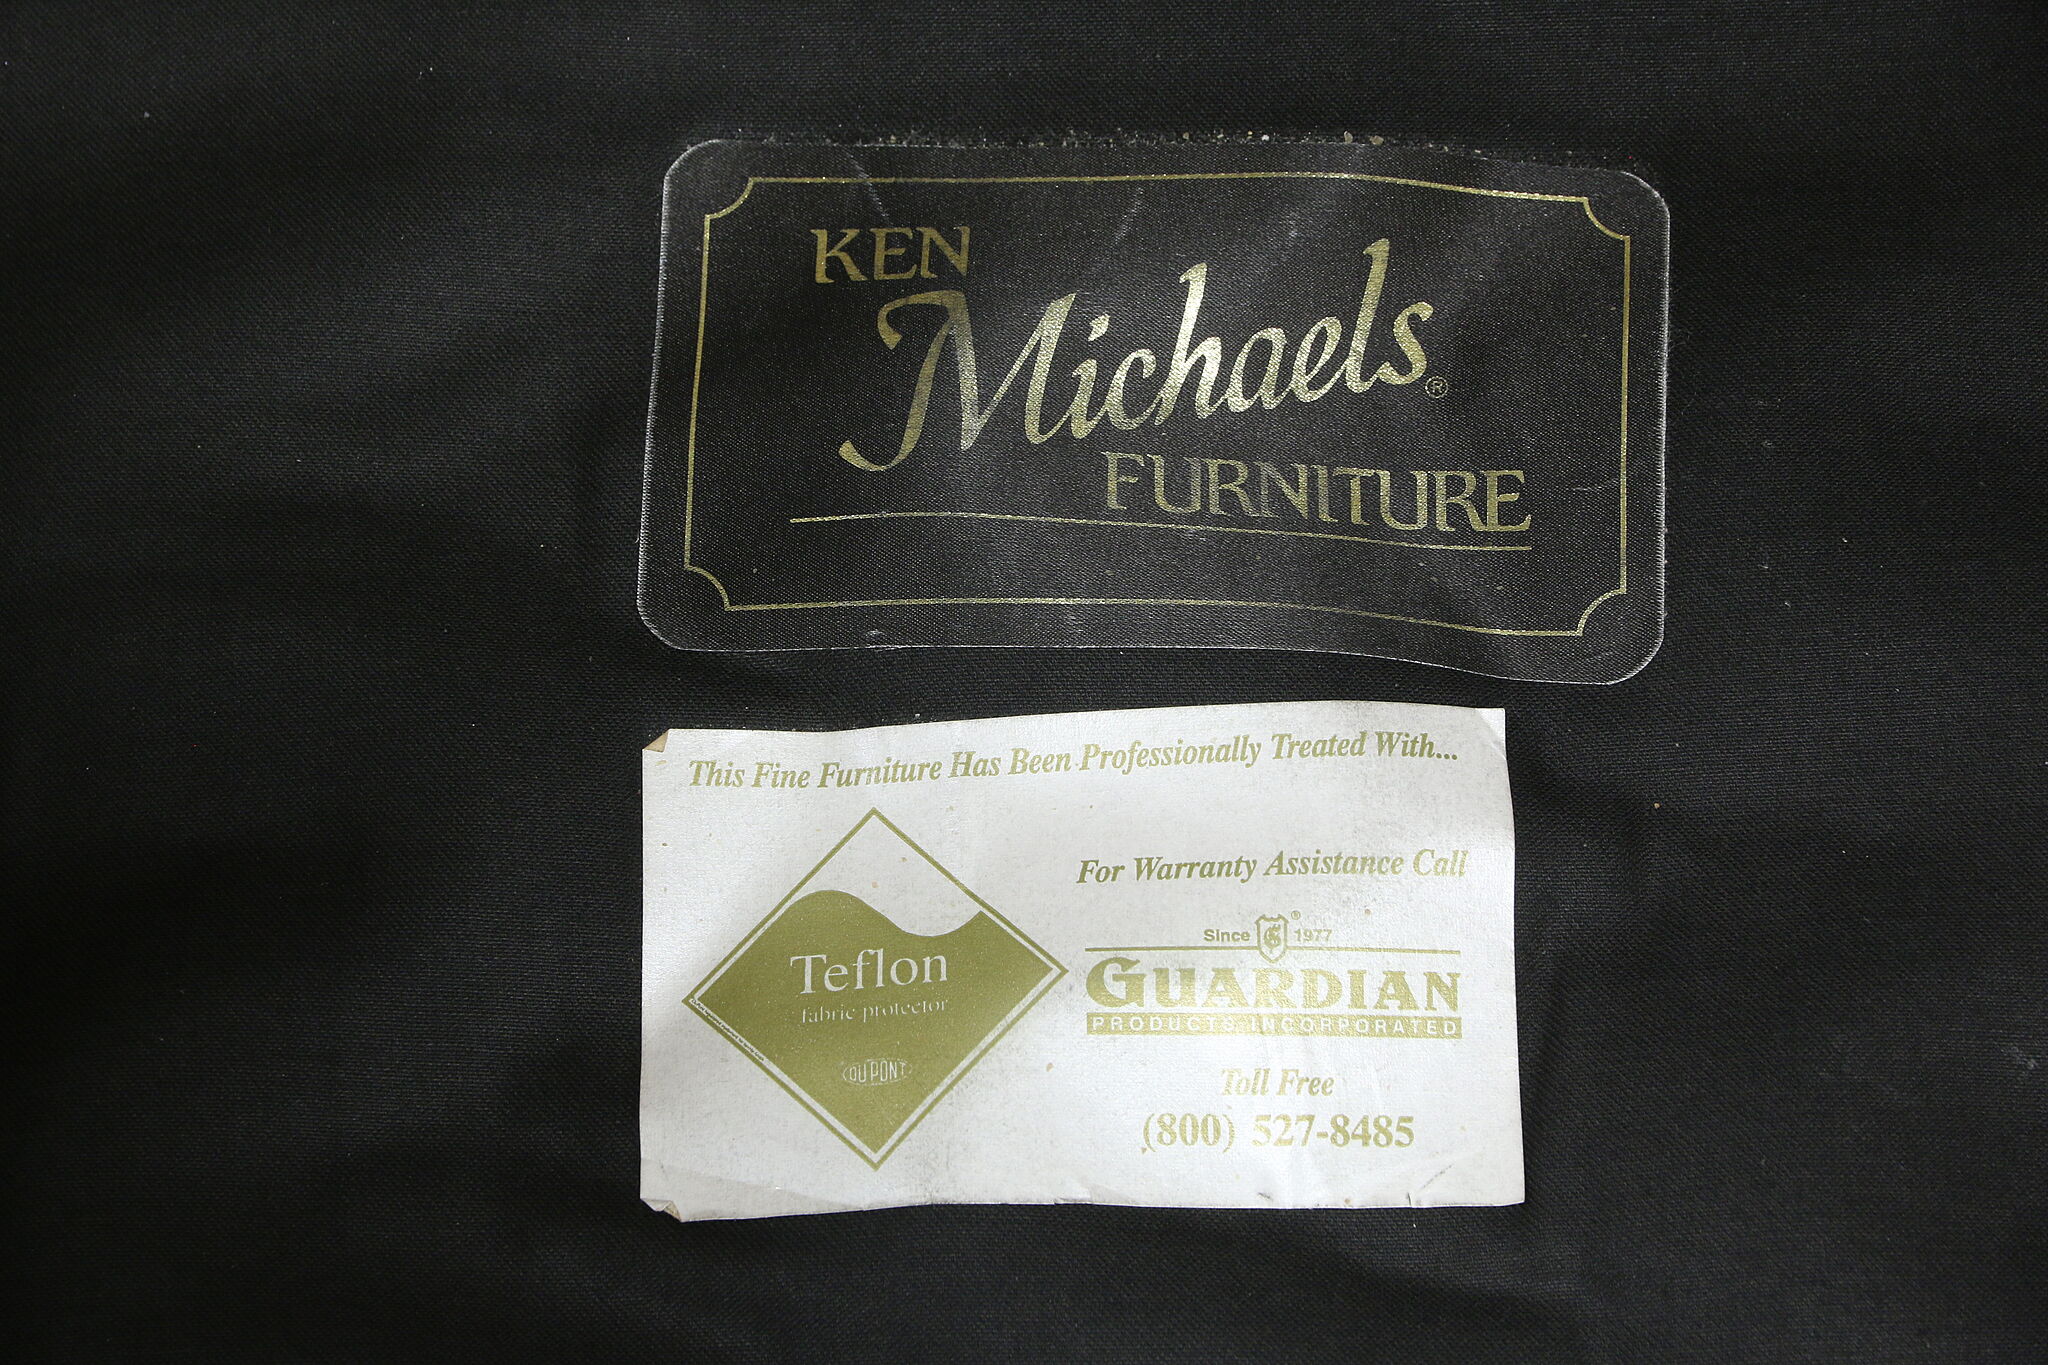 KEN
Michaels®
FURNITURE
This Fine Furniture Has Been Professionally Treated With...
Teflon
fabric protector
DUPONT
For Warranty Assistance Call
Since G® 1977
GUARDIAN
PRODUCTS INCORPORATED
Toll Free
(800) 527-8485